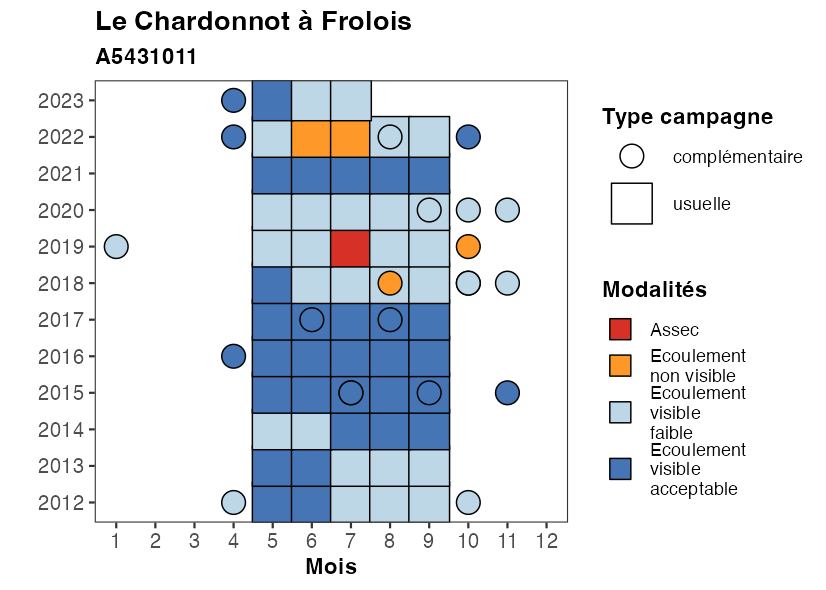 Le Chardonnot à Frolois
A5431011
2023
2022
2021
2020
2019
2018
2017
2016
2015
2014
2013
2012
1 2 3 4 5 6 7 8 9 10 11 12
Mois
Type campagne
complémentaire
usuelle
Modalités
Assec
Ecoulement
non visible
Ecoulement
visible
faible
Ecoulement
visible
acceptable